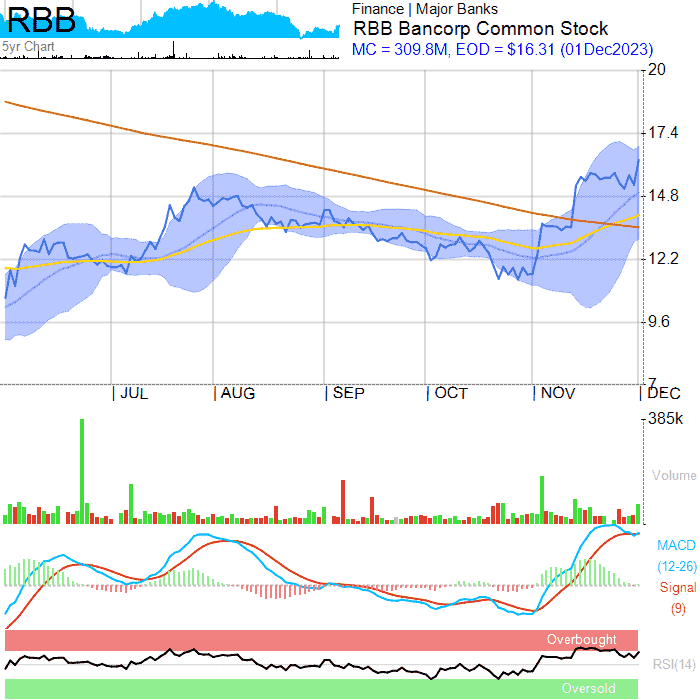 RBB
5yr Chart
Finance | Major Banks
RBB Bancorp Common Stock
MC = 309.8M, EOD = $16.31 (01Dec2023)
20
17.4
14.8
12.2
9.6
7
JUL AUG SEP OCT NOV DEC
385k
Volume
MACD
(12-26)
Signal
(9)
Overbought
RSI(14)
Oversold